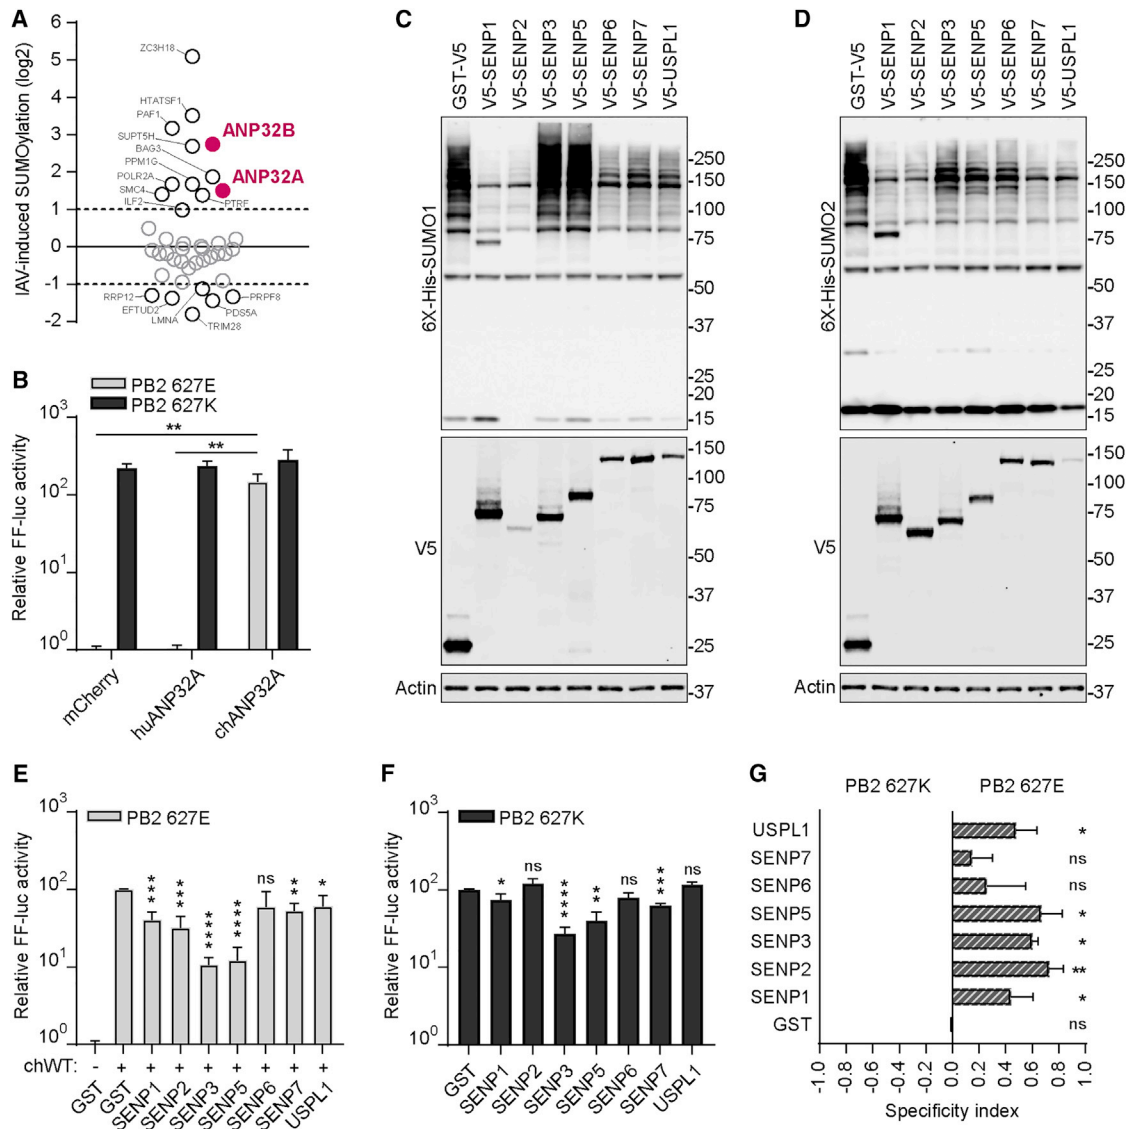 A
IAV-induced SUMOylation (log2)
6
5
4
3
2
1
0
-1
-2
ZC3H18
HTATSF1
PAF1
SUPT5H
BAG3
PPM1G
POLR2A
SMC4
ILF2
PTRF
ANP32B
ANP32A
RRP12
EFTUD2
LMNA
TRIM28
PDS5A
PRPF8
B
PB2 627E
PB2 627K
Relative FF-luc activity
10³
10²
10¹
10⁰
**
**
mCherry
huANP32A
chANP32A
C
GST-V5
V5-SENP1
V5-SENP2
V5-SENP3
V5-SENP5
V5-SENP6
V5-SENP7
V5-USPL1
6X-His-SUMO1
-250
-150
-100
-75
-50
-37
-25
-20
-15
V5
-150
-100
-75
-50
-37
-25
Actin
-37
D
GST-V5
V5-SENP1
V5-SENP2
V5-SENP3
V5-SENP5
V5-SENP6
V5-SENP7
V5-USPL1
6X-His-SUMO2
-250
-150
-100
-75
-50
-37
-25
-20
-15
V5
-150
-100
-75
-50
-37
-25
Actin
-37
E
PB2 627E
Relative FF-luc activity
10³
10²
10¹
10⁰
***
***
****
****
ns
**
*
chWT: - + + + + + + + +
GST
GST
SENP1
SENP2
SENP3
SENP5
SENP6
SENP7
USPL1
F
PB2 627K
Relative FF-luc activity
10³
10²
10¹
10⁰
*
ns
****
**
ns
***
ns
GST
SENP1
SENP2
SENP3
SENP5
SENP6
SENP7
USPL1
G
PB2 627K PB2 627E
USPL1 *
SENP7 ns
SENP6 ns
SENP5 *
SENP3 *
SENP2 **
SENP1 *
GST ns
-1.0 -0.8 -0.6 -0.4 -0.2 0.0 0.2 0.4 0.6 0.8 1.0
Specificity index